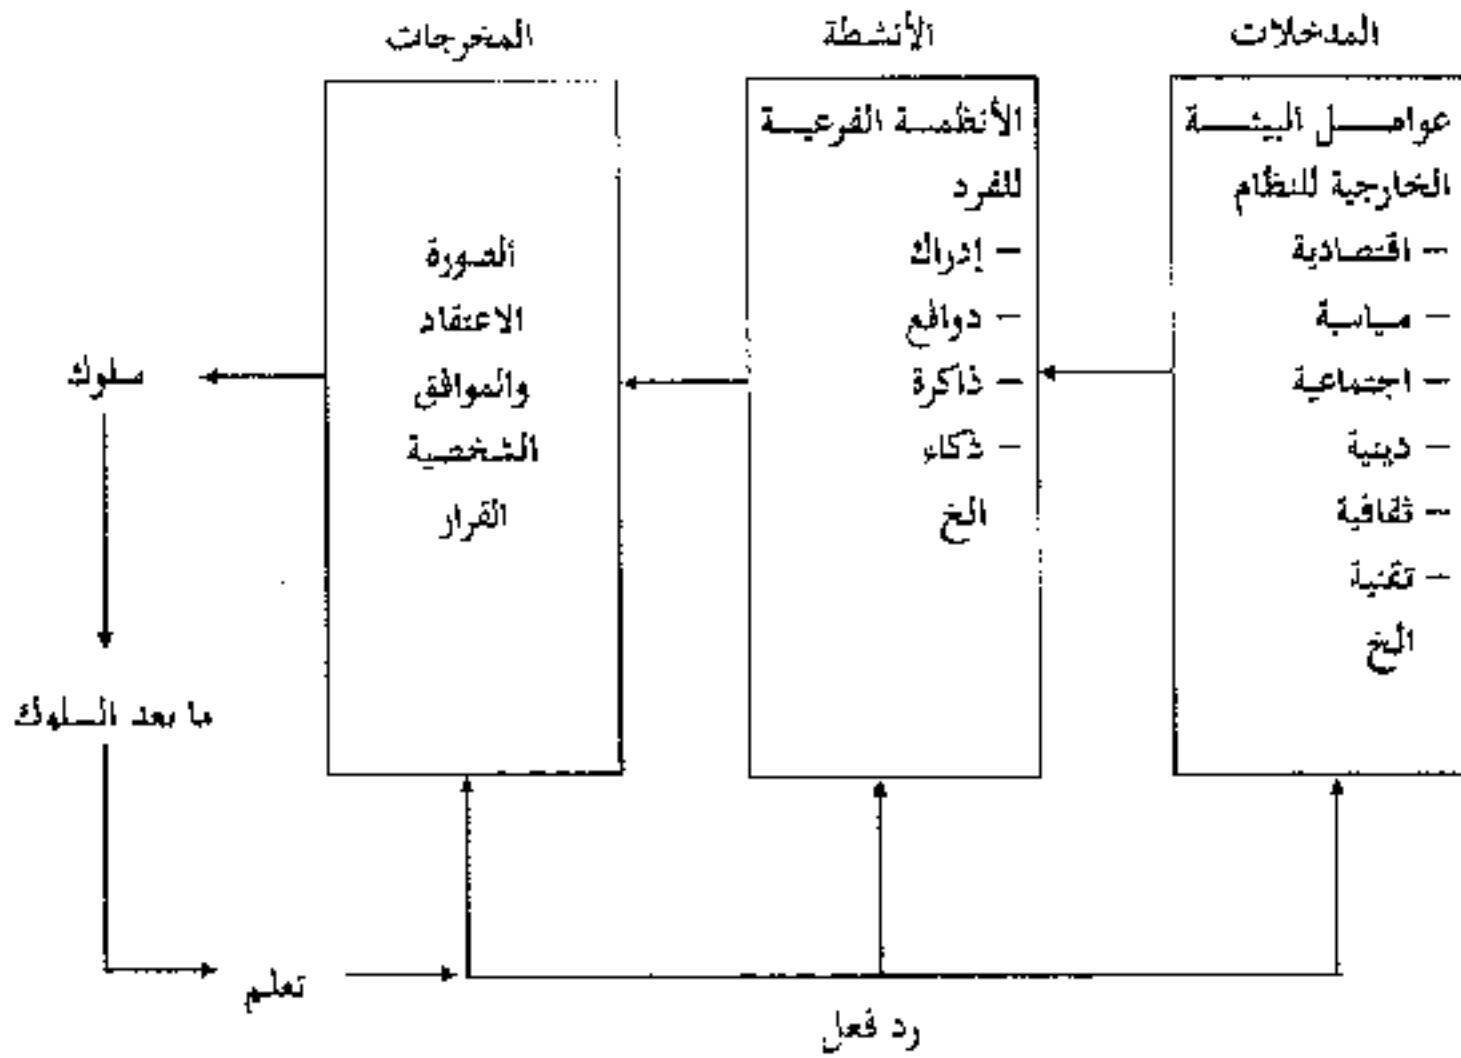 المدخلات
الأنشطة
المخرجات
عوامل البيئة
الخارجية للنظام
– اقتصادية
– سياسية
– اجتماعية
– دينية
– ثقافية
– تقنية
الخ
الأنظمة الفرعية
للفرد
– إدراك
– دوافع
– ذاكرة
– ذكاء
الخ
الصورة
الاعتقاد
والموافق
الشخصية
القرار
سلوك
ما بعد السلوك
تعلم
رد فعل